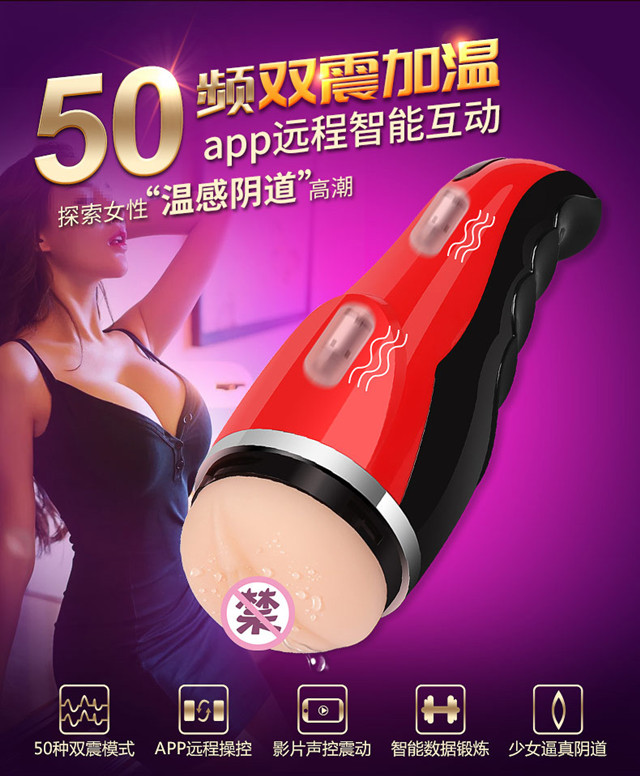 50频双震加温
app远程智能互动
探索女性“温感阴道”高潮
禁
50种双震模式
APP远程操控
影片声控震动
智能数据锻炼
少女逼真阴道